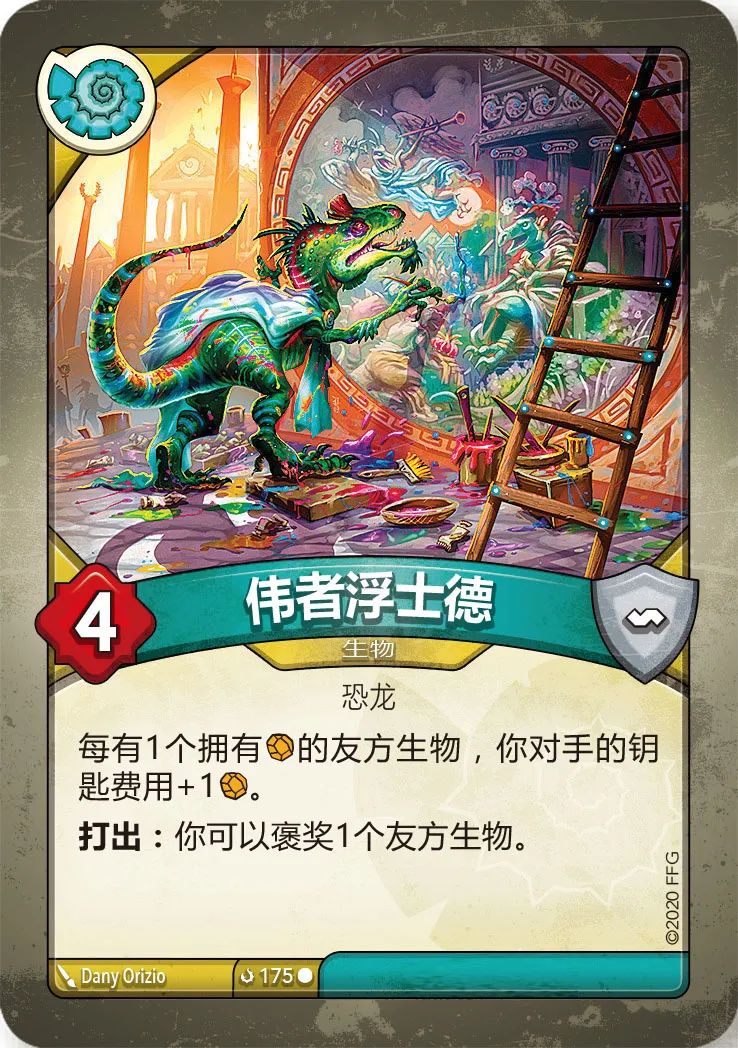 伟者浮士德
4
生物
恐龙
每有1个拥有的友方生物，你对手的钥
匙费用+1。
打出：你可以褒奖1个友方生物。
©2020 FFG
Dany Orizio
175